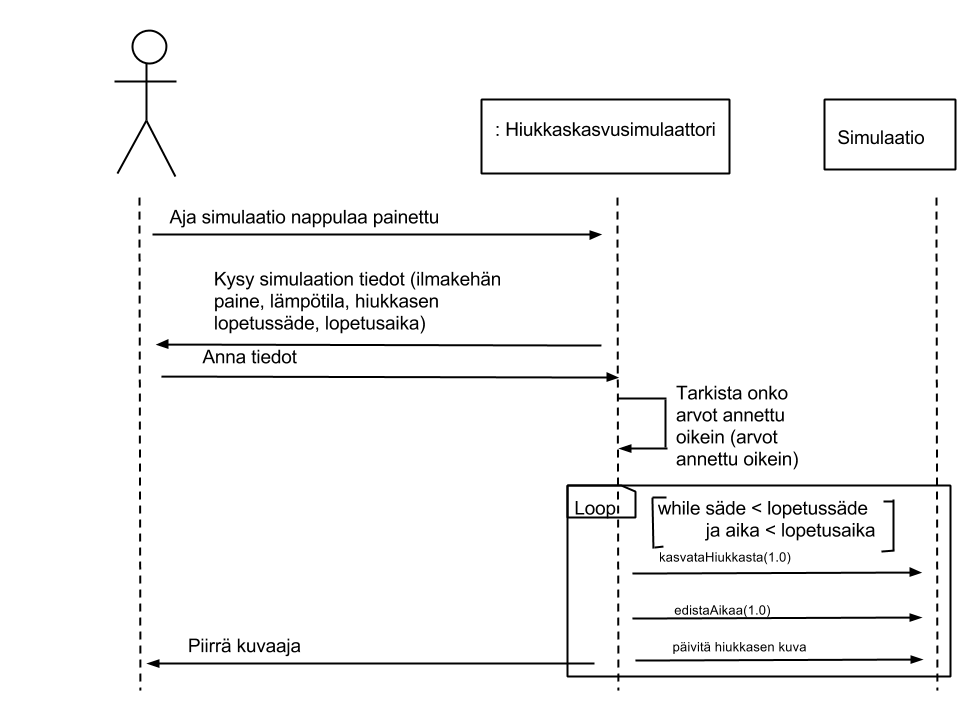 : Hiukkaskasvusimulaattori
Simulaatio
Aja simulaatio nappulaa painettu
Kysy simulaation tiedot (ilmakehän
paine, lämpötila, hiukkasen
lopetussäde, lopetusaika)
Anna tiedot
Tarkista onko
arvot annettu
oikein (arvot
annettu oikein)
Loop
while säde < lopetussäde
ja aika < lopetusaika
kasvataHiukkasta(1.0)
edistaAikaa(1.0)
päivitä hiukkasen kuva
Piirrä kuvaaja